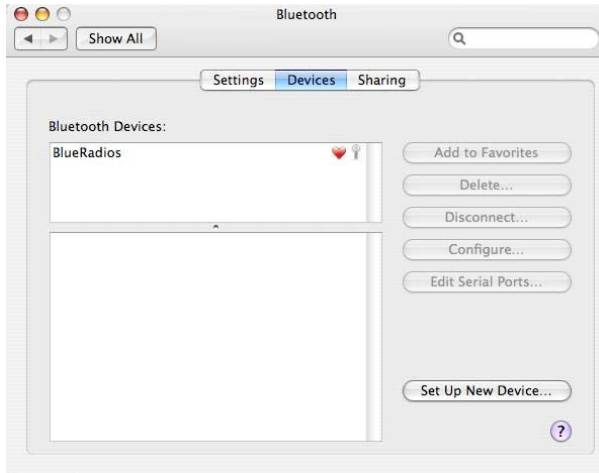 Bluetooth
Show All
Settings Devices Sharing
Bluetooth Devices:
BlueRadios
Add to Favorites
Delete...
Disconnect...
Configure...
Edit Serial Ports...
Set Up New Device...
?